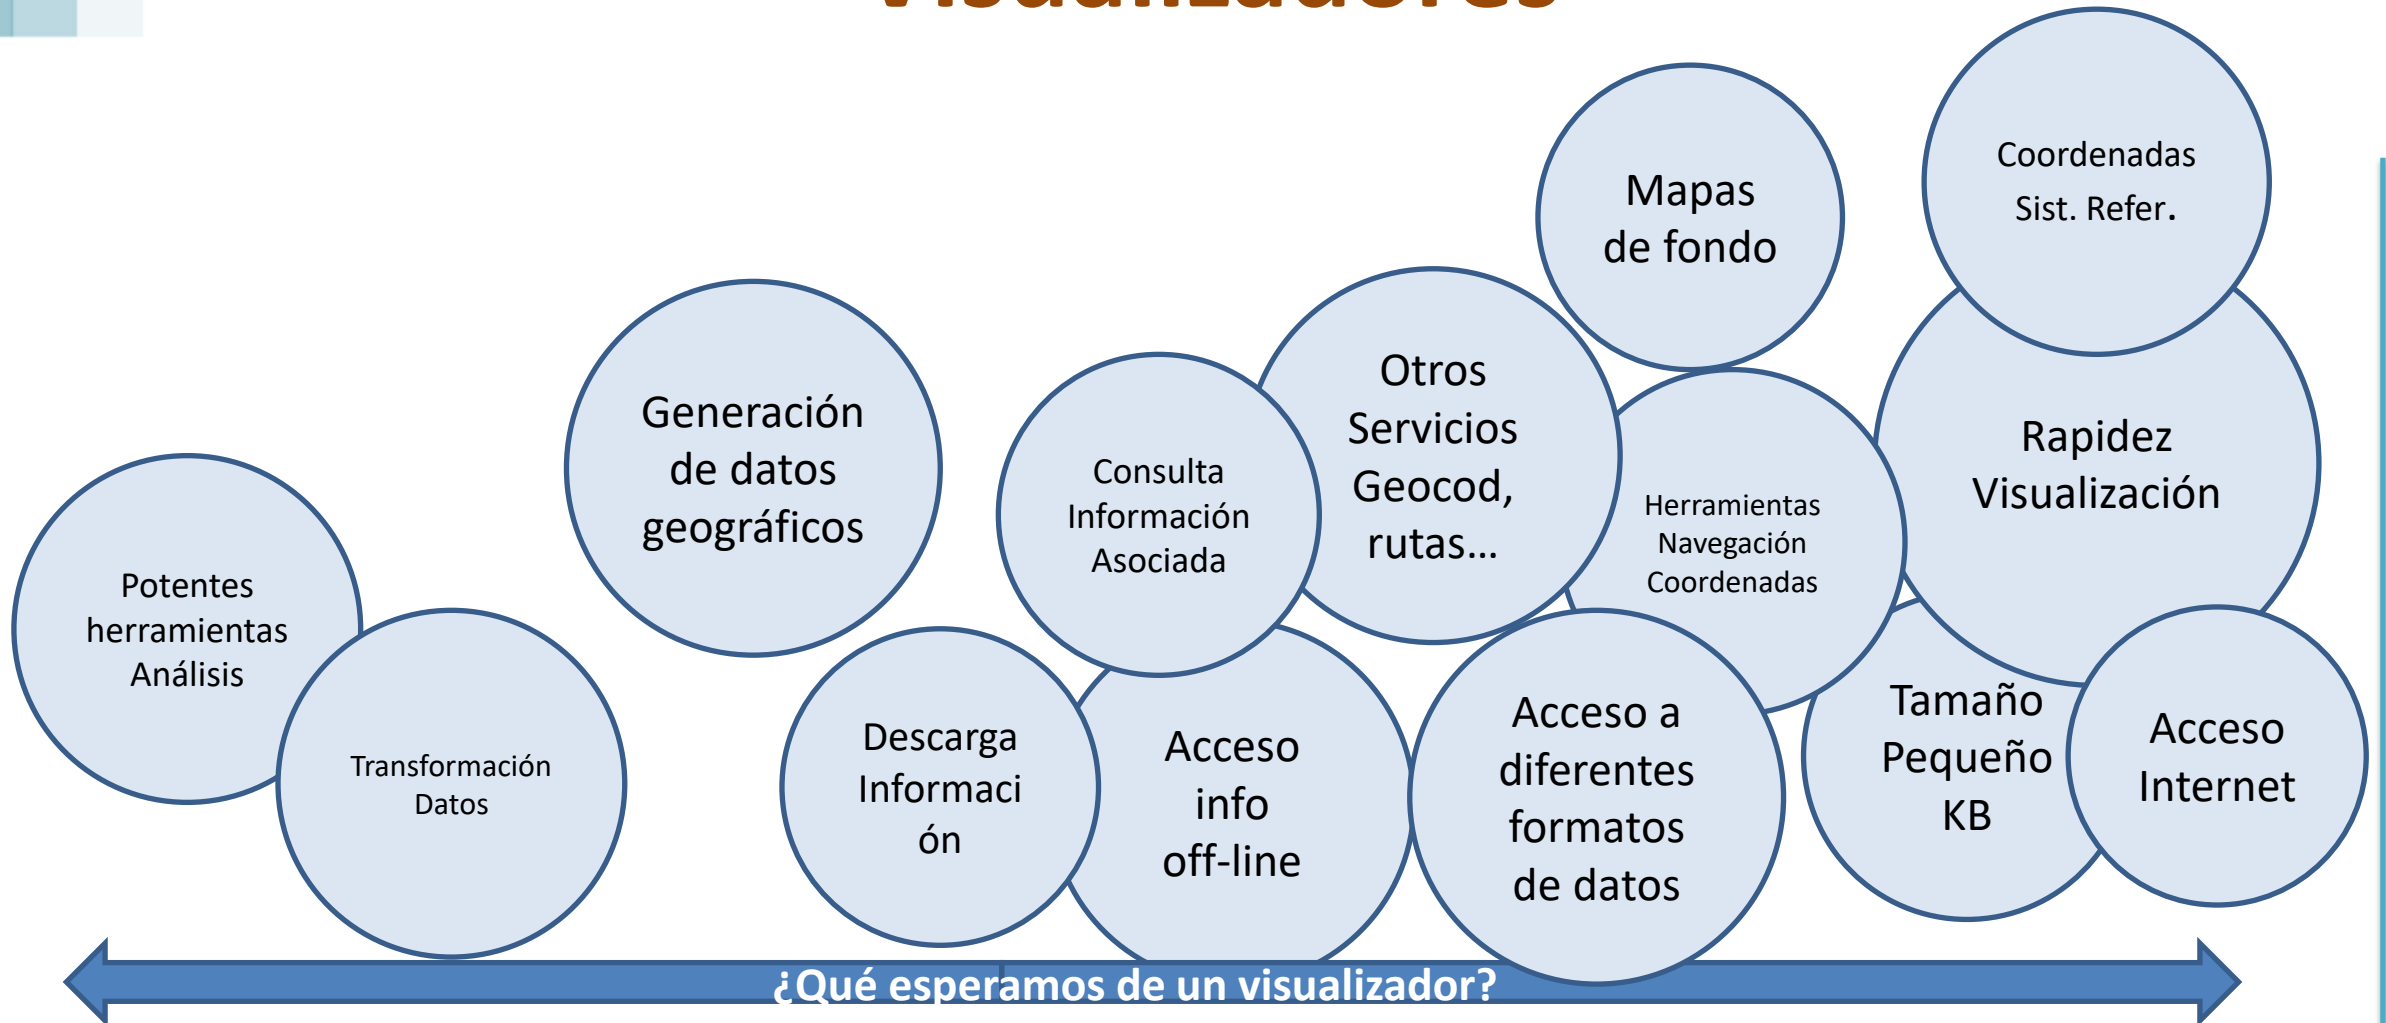 Visualizadores
Coordenadas
Sist. Refer.
Mapas
de fondo
Otros
Servicios
Geocod,
rutas...
Generación
de datos
geográficos
Rapidez
Visualización
Consulta
Información
Asociada
Herramientas
Navegación
Coordenadas
Potentes
herramientas
Análisis
Transformación
Datos
Descarga
Informaci
ón
Acceso
info
off-line
Acceso a
diferentes
formatos
de datos
Tamaño
Pequeño
KB
Acceso
Internet
¿Qué esperamos de un visualizador?